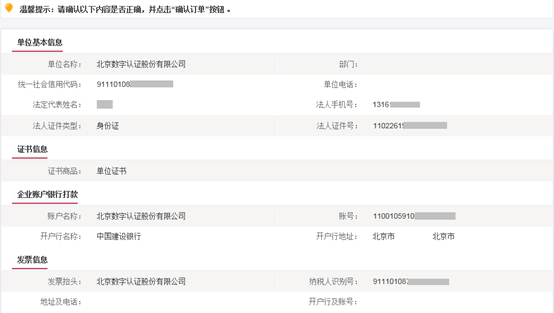 温馨提示：请确认以下内容是否正确，并点击“确认订单”按钮 。
单位基本信息
单位名称： 北京数字认证股份有限公司 部门：
统一社会信用代码： 91110108 单位电话：
法定代表姓名： 法人手机号： 1316
法人证件类型： 身份证 法人证件号： 11022619
证书信息
证书商品： 单位证书
企业账户银行打款
账户名称： 北京数字认证股份有限公司 账号： 1100105910
开户行名称： 中国建设银行 开户行地址： 北京市 北京市
发票信息
发票抬头： 北京数字认证股份有限公司 纳税人识别号： 91110108
地址及电话： 开户行及账号：